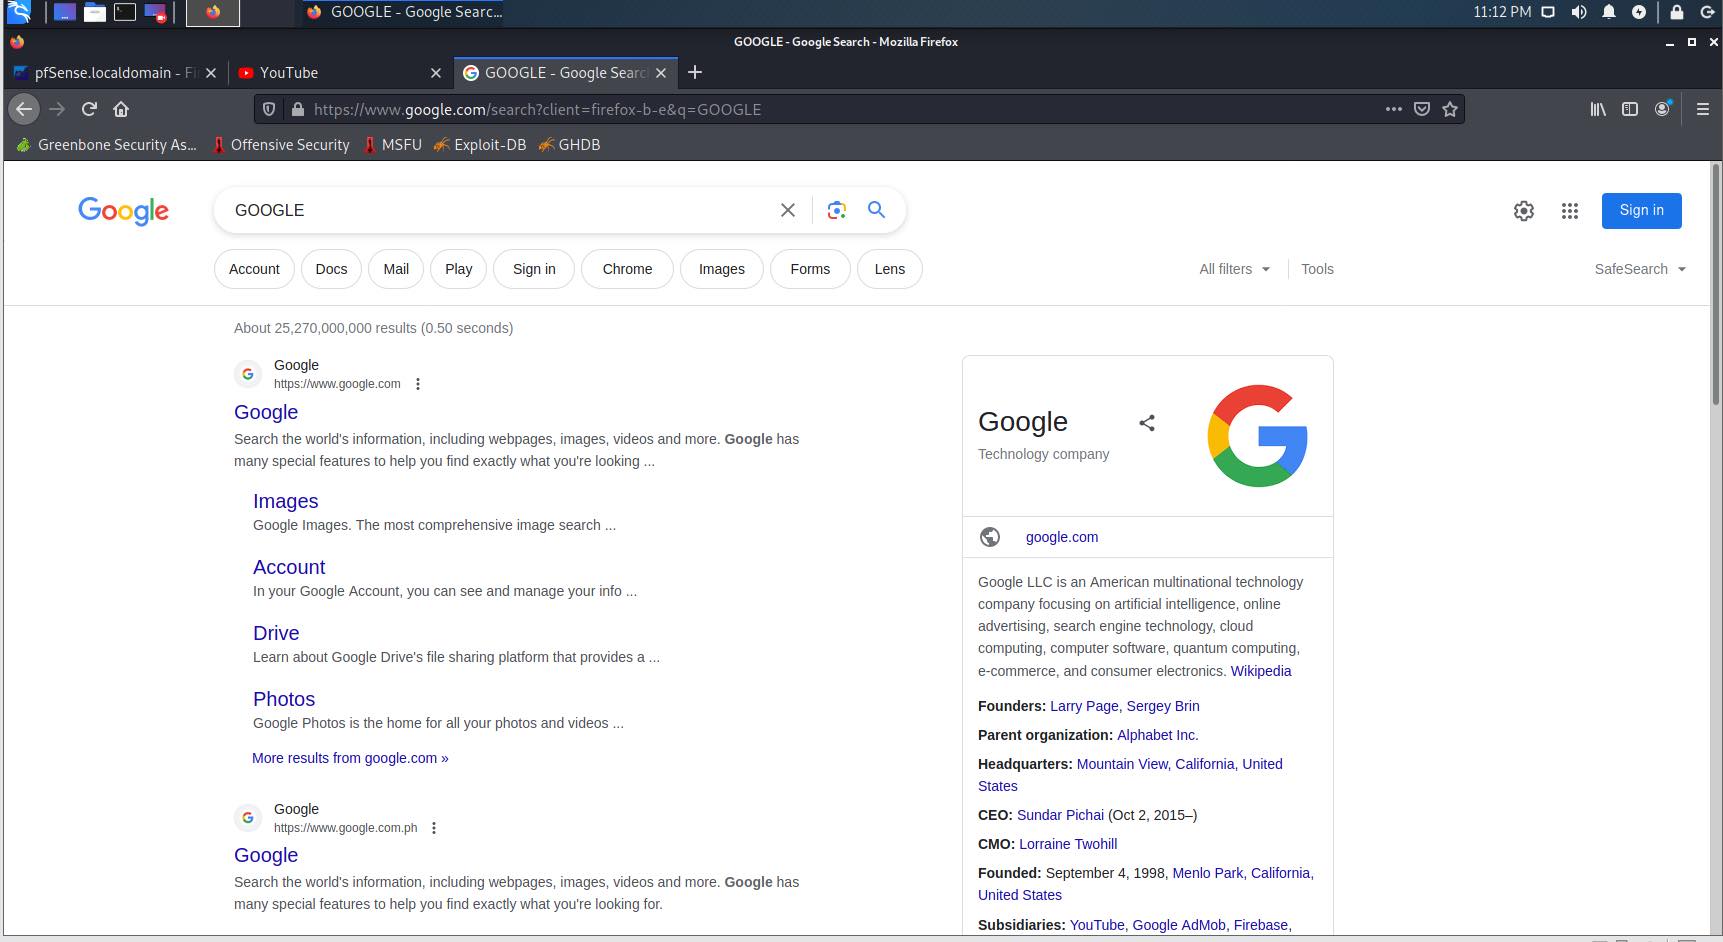 GOOGLE - Google Searc...
11:12 PM
GOOGLE - Google Search - Mozilla Firefox
pfSense.localdomain - Fi
YouTube
GOOGLE - Google Searc
https://www.google.com/search?client=firefox-b-e&q=GOOGLE
Greenbone Security As...
Offensive Security
MSFU
Exploit-DB
GHDB
Google
GOOGLE
Sign in
Account
Docs
Mail
Play
Sign in
Chrome
Images
Forms
Lens
All filters
Tools
SafeSearch
About 25,270,000,000 results (0.50 seconds)
Google
https://www.google.com
Google
Search the world's information, including webpages, images, videos and more. Google has
many special features to help you find exactly what you're looking ...
Images
Google Images. The most comprehensive image search ...
Account
In your Google Account, you can see and manage your info ...
Drive
Learn about Google Drive's file sharing platform that provides a ...
Photos
Google Photos is the home for all your photos and videos ...
More results from google.com »
Google
https://www.google.com.ph
Google
Search the world's information, including webpages, images, videos and more. Google has
many special features to help you find exactly what you're looking for.
Google
Technology company
google.com
Google LLC is an American multinational technology
company focusing on artificial intelligence, online
advertising, search engine technology, cloud
computing, computer software, quantum computing,
e-commerce, and consumer electronics. Wikipedia
Founders: Larry Page, Sergey Brin
Parent organization: Alphabet Inc.
Headquarters: Mountain View, California, United
States
CEO: Sundar Pichai (Oct 2, 2015–)
CMO: Lorraine Twohill
Founded: September 4, 1998, Menlo Park, California,
United States
Subsidiaries: YouTube, Google AdMob, Firebase,